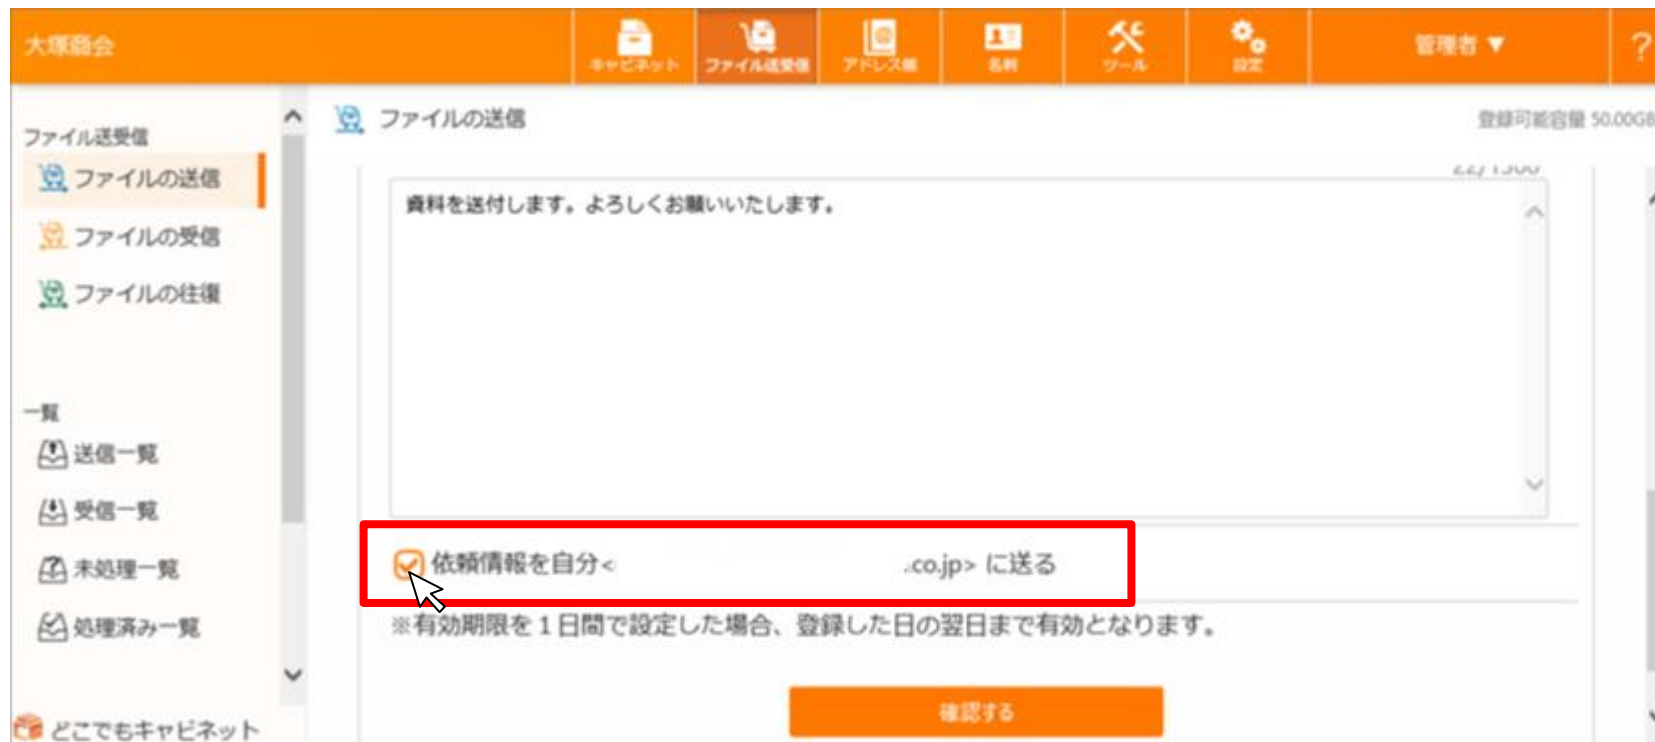 大塚商会
キャビネット
ファイル送受信
アドレス帳
名刺
ツール
設定
管理者 ▼
?
ファイル送受信
ファイルの送信
ファイルの受信
ファイルの往復
一覧
送信一覧
受信一覧
未処理一覧
処理済み一覧
どこでもキャビネット
ファイルの送信
登録可能容量 50.00GB
22/1500
資料を送付します。よろしくお願いいたします。
依頼情報を自分< .co.jp> に送る
※有効期限を1日間で設定した場合、登録した日の翌日まで有効となります。
確認する